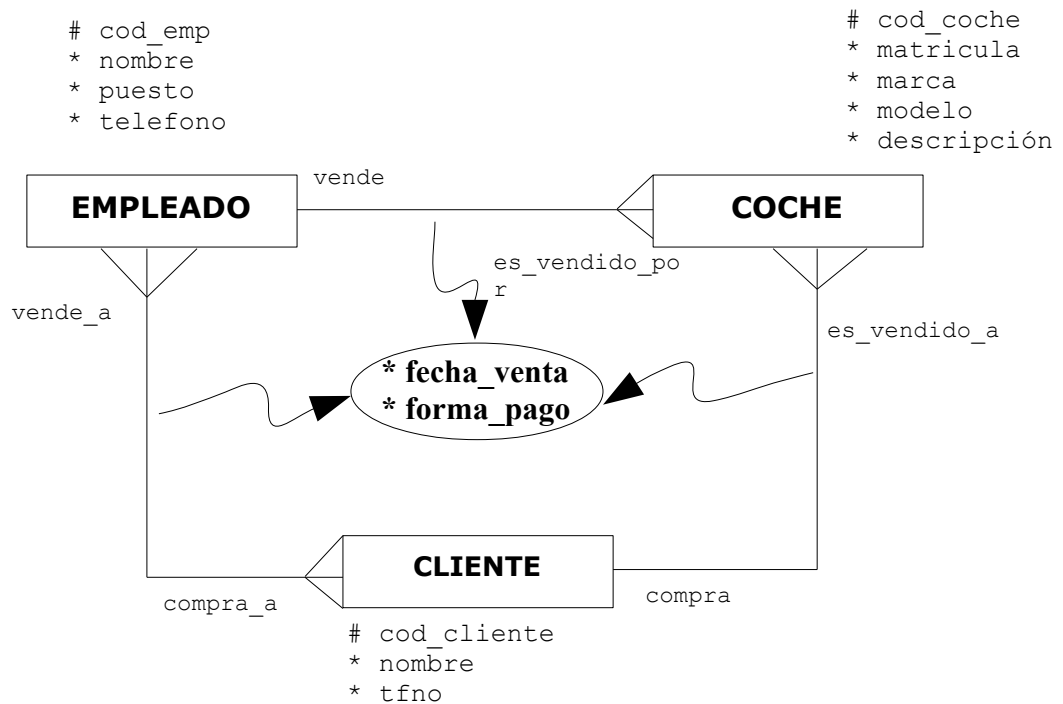 # cod_emp
* nombre
* puesto
* telefono
# cod_coche
* matricula
* marca
* modelo
* descripción
vende
EMPLEADO
COCHE
es_vendido_po
r
vende_a
es_vendido_a
* fecha_venta
* forma_pago
CLIENTE
compra_a
compra
# cod_cliente
* nombre
* tfno